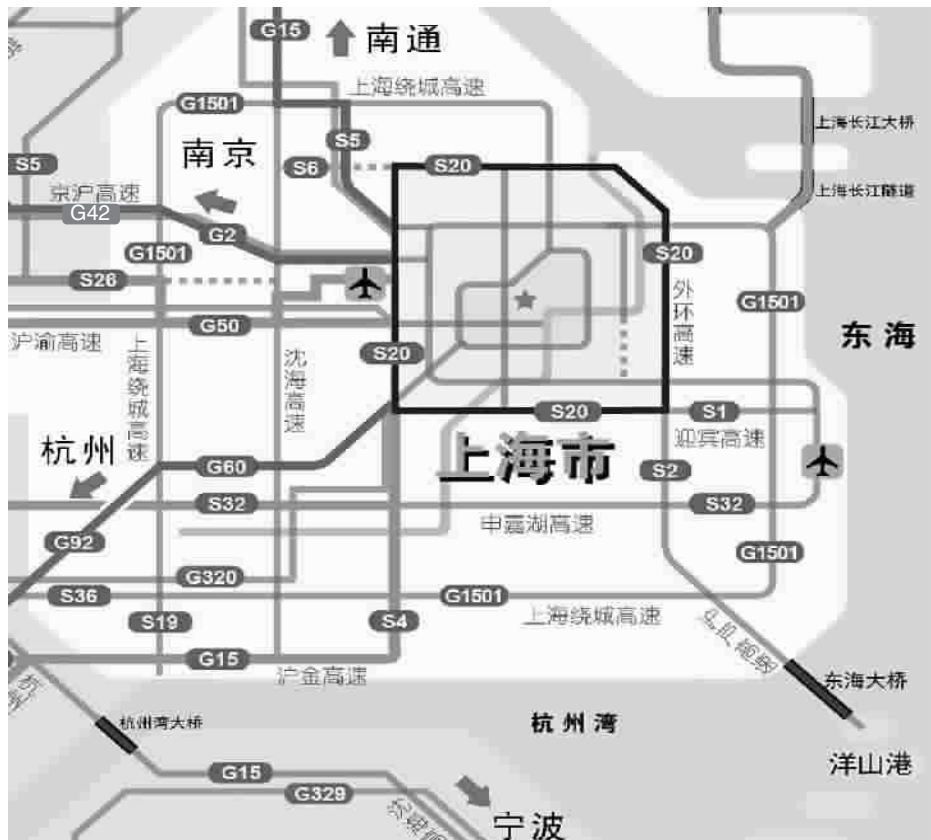 G15
南通
上海绕城高速
G1501
南京
S5
S5
S6
S20
上海长江大桥
京沪高速
G42
上海长江隧道
G2
G1501
S20
S26
外环高速
G1501
G50
东海
沪渝高速
上海绕城高速
沈海高速
S20
S20
S1
迎宾高速
杭州
上海市
G60
S2
S32
S32
申嘉湖高速
G92
G1501
G320
S36
G1501
上海绕城高速
S19
S4
G15
沪金高速
东海大桥
杭州湾大桥
杭州湾
洋山港
G15
G329
宁波